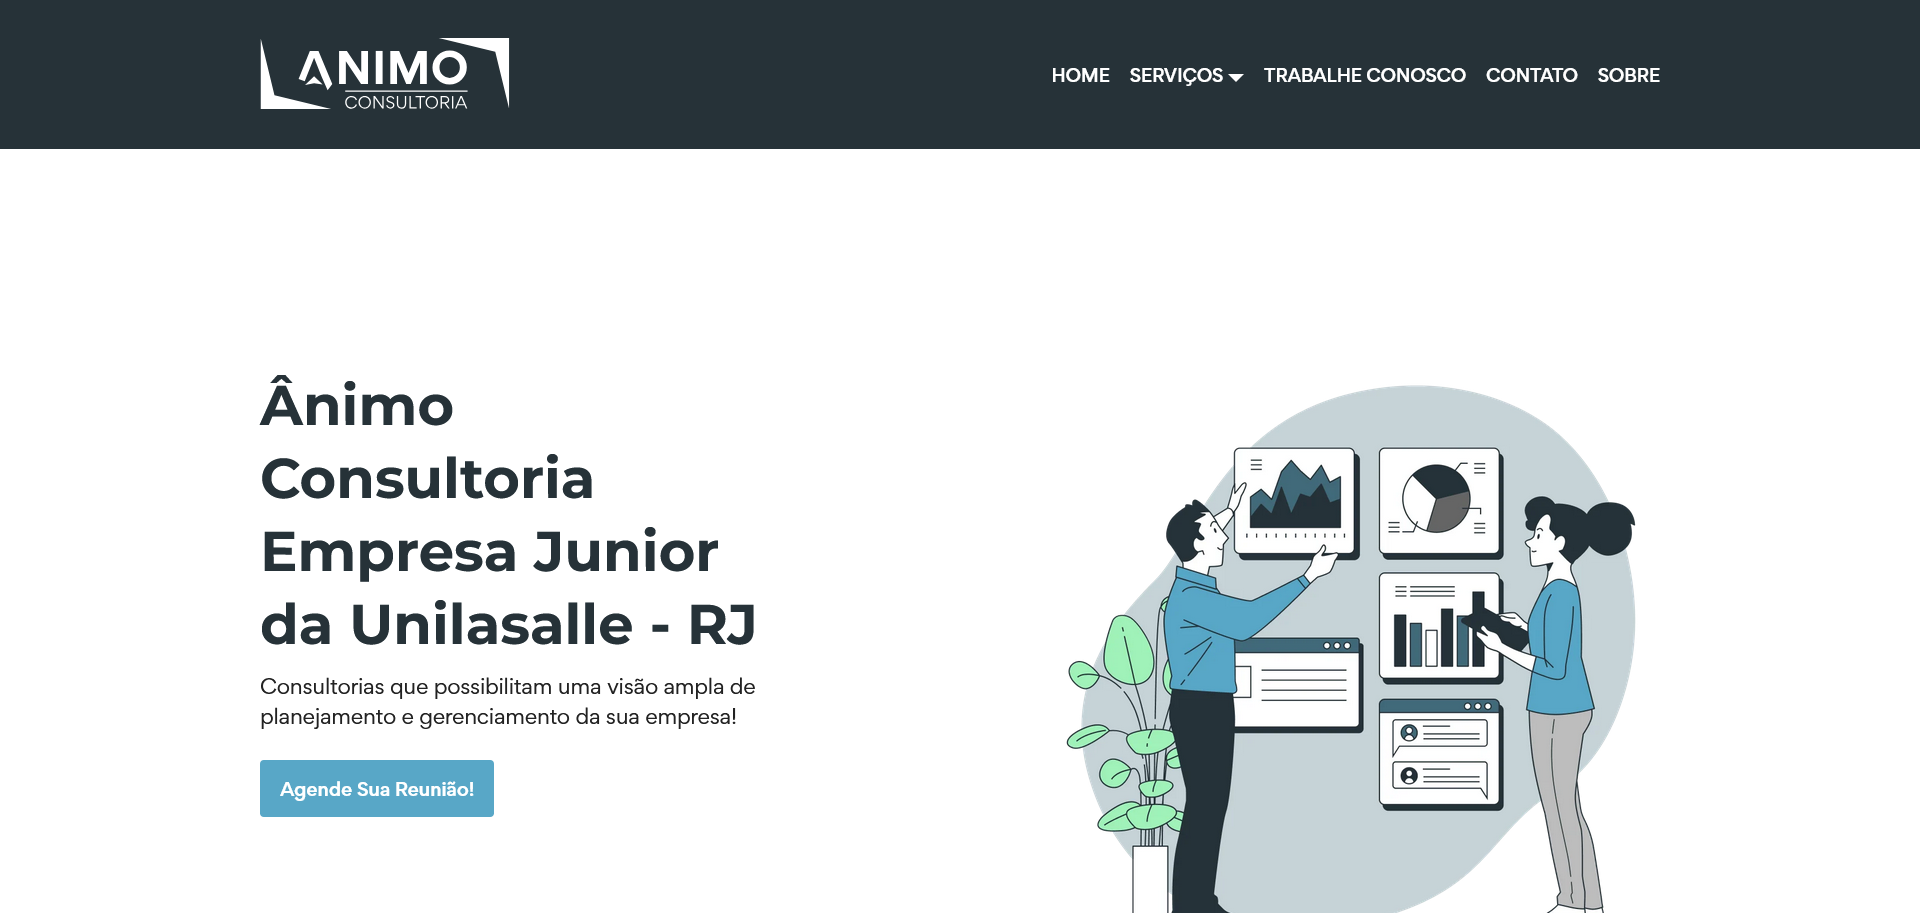 ANIMO
CONSULTORIA
HOME SERVIÇOS TRABALHE CONOSCO CONTATO SOBRE
Ânimo
Consultoria
Empresa Junior
da Unilasalle - RJ
Consultorias que possibilitam uma visão ampla de
planejamento e gerenciamento da sua empresa!
Agende Sua Reunião!